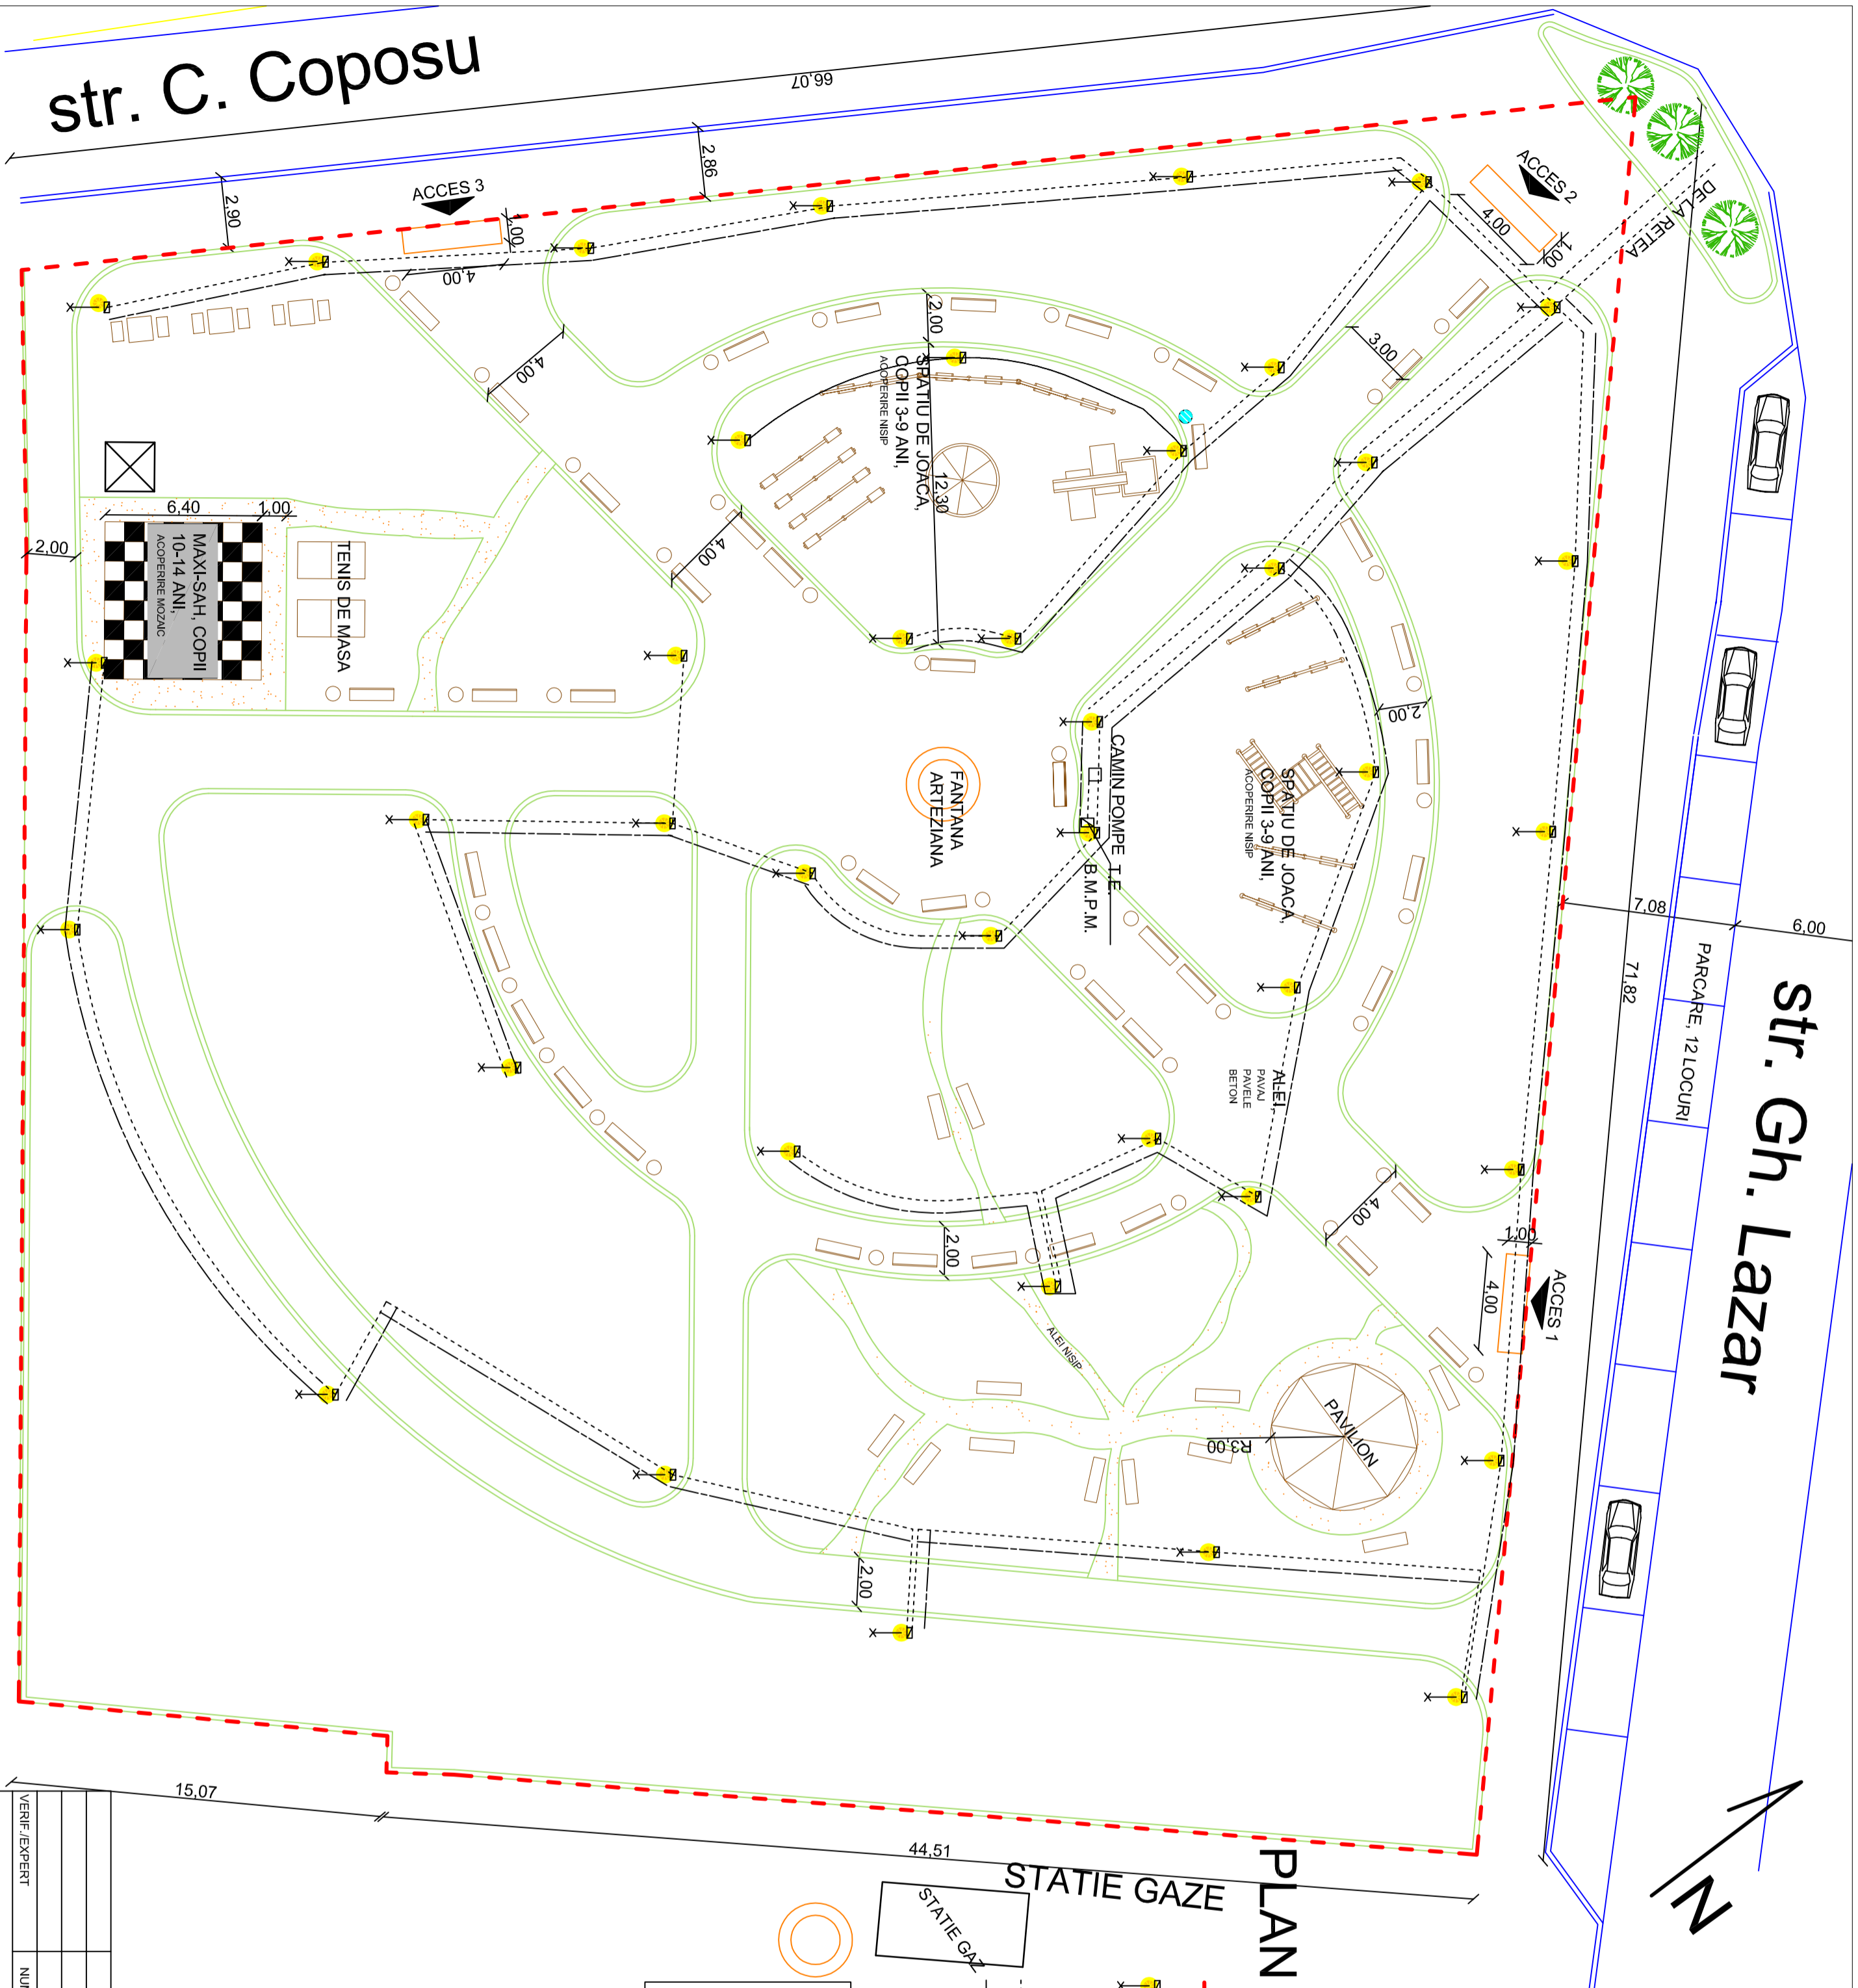 str. C. Coposu
66,07
2,86
2,90
ACCES 3
1,00
4,00
ACCES 2
4,00
1,00
DE LA RETEA
3,00
4,00
2,00
SPATIU DE JOACA,
COPII 3-9 ANI,
ACOPERIRE NISIP
12,30
4,00
6,40
1,00
2,00
MAXI-SAH, COPII
10-14 ANI,
ACOPERIRE MOZAIC
TENIS DE MASA
FANTANA
ARTEZIANA
CAMIN POMPE
T.E.
B.M.P.M.
SPATIU DE JOACA,
COPII 3-9 ANI,
ACOPERIRE NISIP
2,00
7,08
6,00
71,82
PARCARE, 12 LOCURI
str. Gh. Lazar
ALEI,
PAVAJ
PAVELE
BETON
4,00
1,00
4,00
ACCES 1
2,00
ALEI NISIP
PAVILION
R3,00
2,00
15,07
44,51
STATIE GAZE
STATIE GAZ
PLAN
N
VERIF./EXPERT